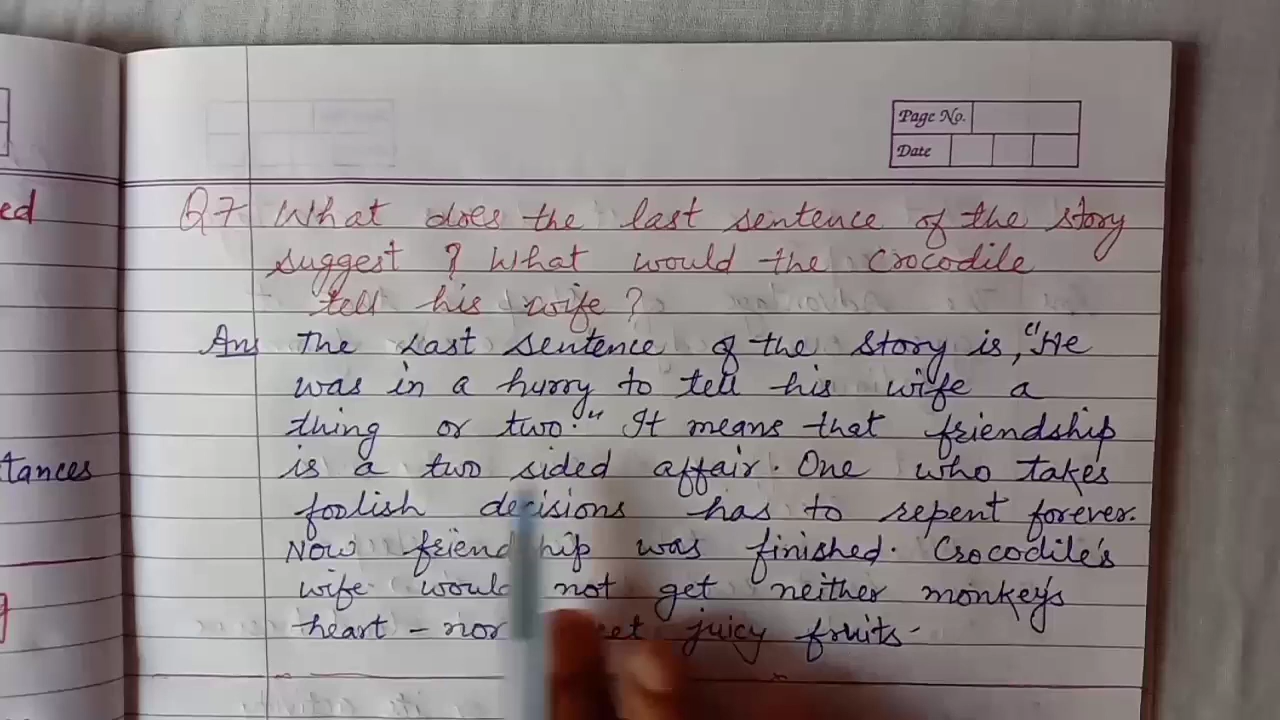 Page No.
Date
ed
tances
Q7 What does the last sentence of the story
suggest ? What would the Crocodile
tell his wife ?
Ans The Last sentence of the story is, "He
was in a hurry to tell his wife a
thing or two." It means that friendship
is a two sided affair. One who takes
foolish decisions has to repent forever.
Now friendship was finished. Crocodile's
wife would not get neither monkey's
heart - nor juicy fruits.